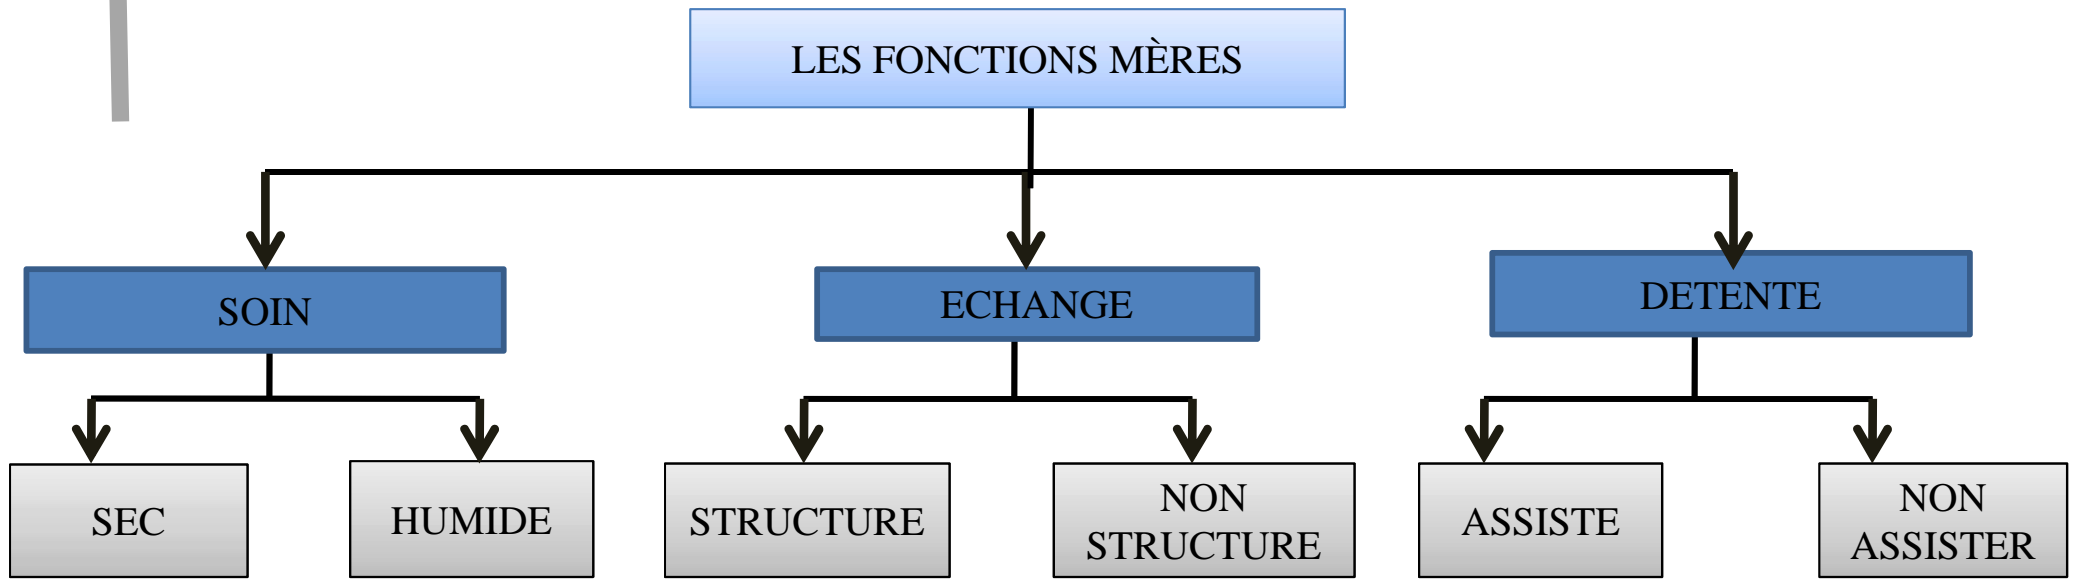 LES FONCTIONS MÈRES
SOIN
ECHANGE
DETENTE
SEC
HUMIDE
STRUCTURE
NON
STRUCTURE
ASSISTE
NON
ASSISTER